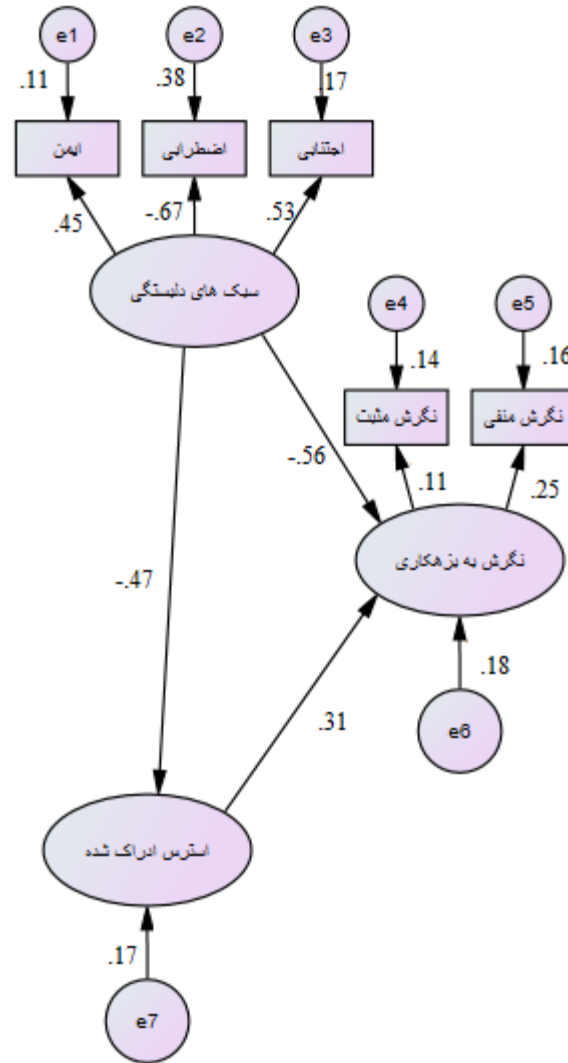 e1
e2
e3
.11
.38
.17
ایمن
اضطرابی
اجتنابی
.45
-.67
.53
سبک های دلبستگی
e4
e5
.14
.16
نگرش مثبت
نگرش منفی
-.56
.11
.25
نگرش به بزهکاری
-.47
.18
.31
e6
استرس ادراک شده
.17
e7